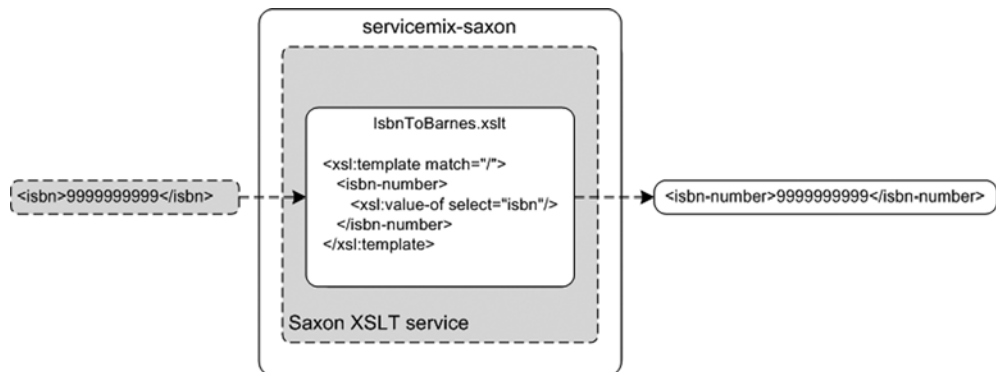 servicemix-saxon
IsbnToBarnes.xslt
<xsl:template match="/">
<isbn-number>
<xsl:value-of select="isbn"/>
</isbn-number>
</xsl:template>
Saxon XSLT service
<isbn>9999999999</isbn>
<isbn-number>9999999999</isbn-number>